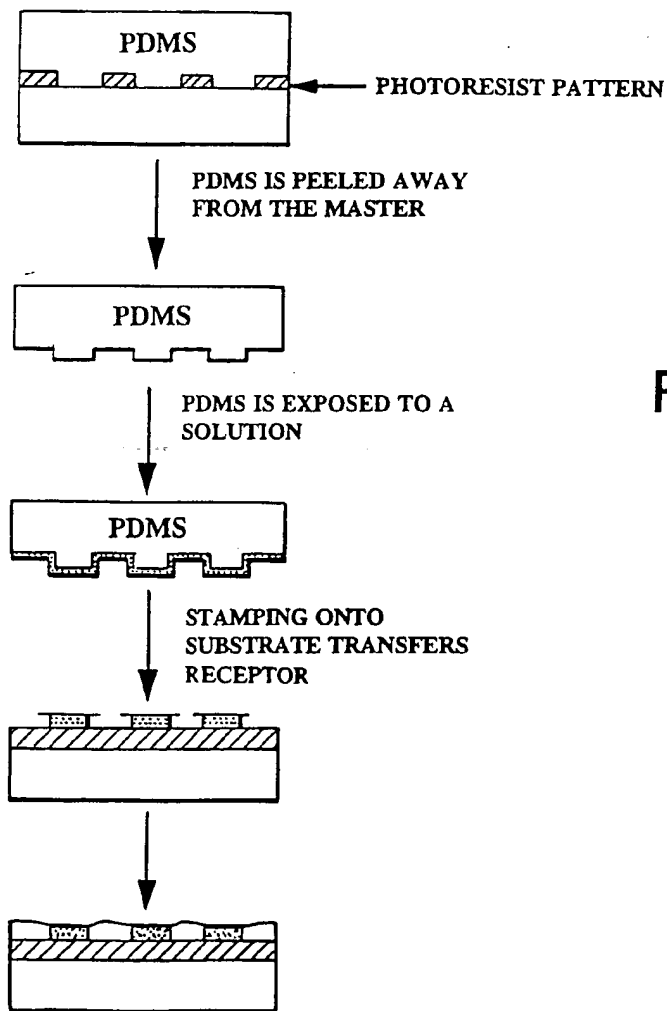 PDMS
PHOTORESIST PATTERN
PDMS IS PEELED AWAY
FROM THE MASTER
PDMS
PDMS IS EXPOSED TO A
SOLUTION
F
PDMS
STAMPING ONTO
SUBSTRATE TRANSFERS
RECEPTOR